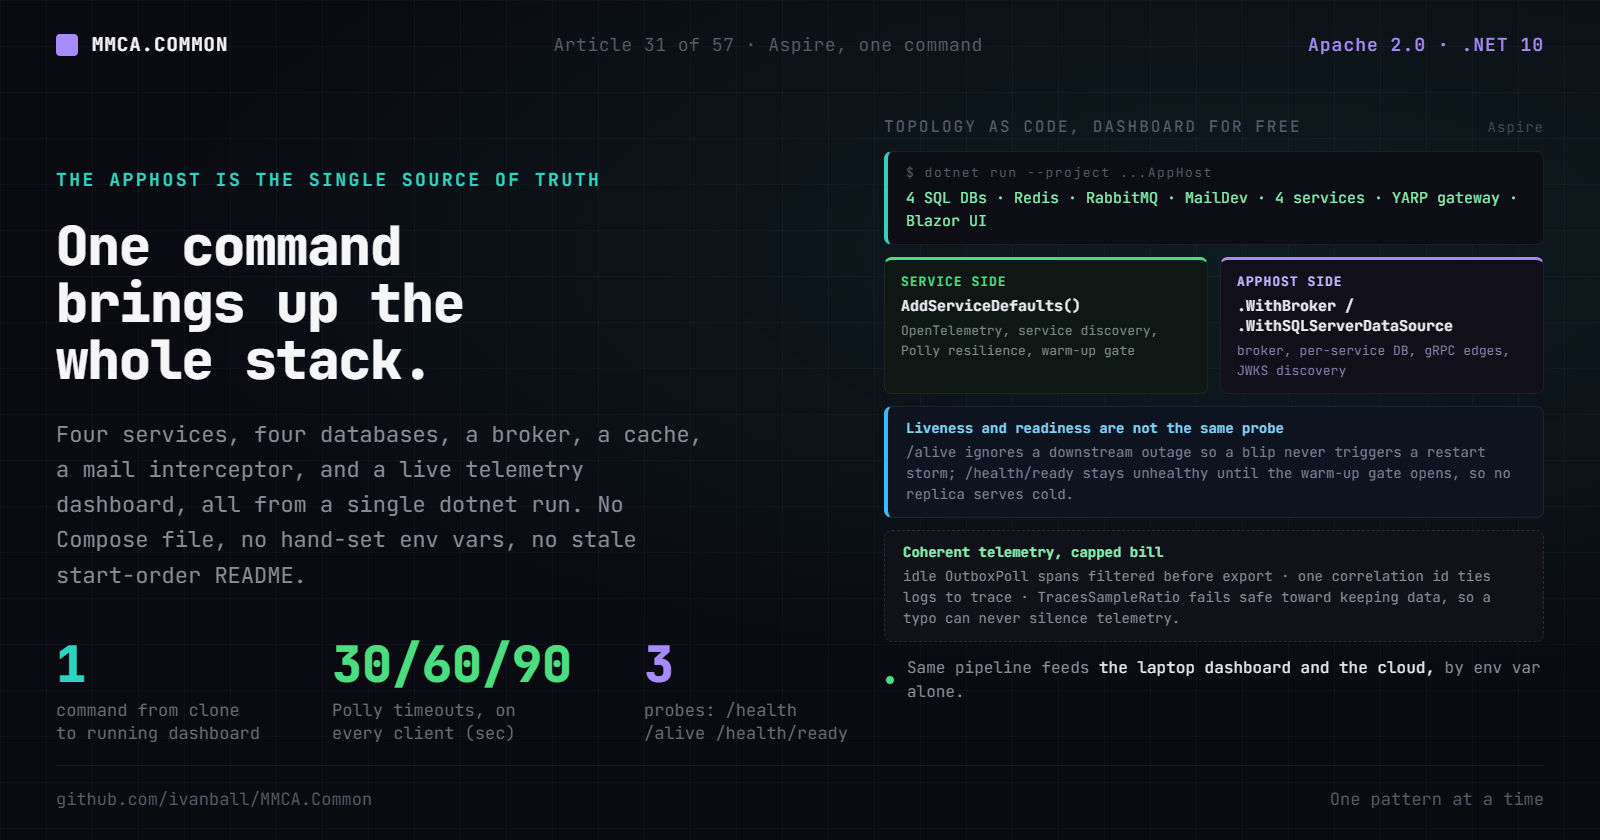 MMCA.COMMON
Article 31 of 57 · Aspire, one command
Apache 2.0 · .NET 10
THE APPHOST IS THE SINGLE SOURCE OF TRUTH
One command
brings up the
whole stack.
Four services, four databases, a broker, a cache,
a mail interceptor, and a live telemetry
dashboard, all from a single dotnet run. No
Compose file, no hand-set env vars, no stale
start-order README.
1
command from clone
to running dashboard
30/60/90
Polly timeouts, on
every client (sec)
3
probes: /health
/alive /health/ready
TOPOLOGY AS CODE, DASHBOARD FOR FREE
Aspire
$ dotnet run --project ...AppHost
4 SQL DBs · Redis · RabbitMQ · MailDev · 4 services · YARP gateway ·
Blazor UI
SERVICE SIDE
AddServiceDefaults()
OpenTelemetry, service discovery,
Polly resilience, warm-up gate
APPHOST SIDE
.WithBroker /
.WithSQLServerDataSource
broker, per-service DB, gRPC edges,
JWKS discovery
Liveness and readiness are not the same probe
/alive ignores a downstream outage so a blip never triggers a restart
storm; /health/ready stays unhealthy until the warm-up gate opens, so no
replica serves cold.
Coherent telemetry, capped bill
idle OutboxPoll spans filtered before export · one correlation id ties
logs to trace · TracesSampleRatio fails safe toward keeping data, so a
typo can never silence telemetry.
Same pipeline feeds the laptop dashboard and the cloud, by env var
alone.
github.com/ivanball/MMCA.Common
One pattern at a time